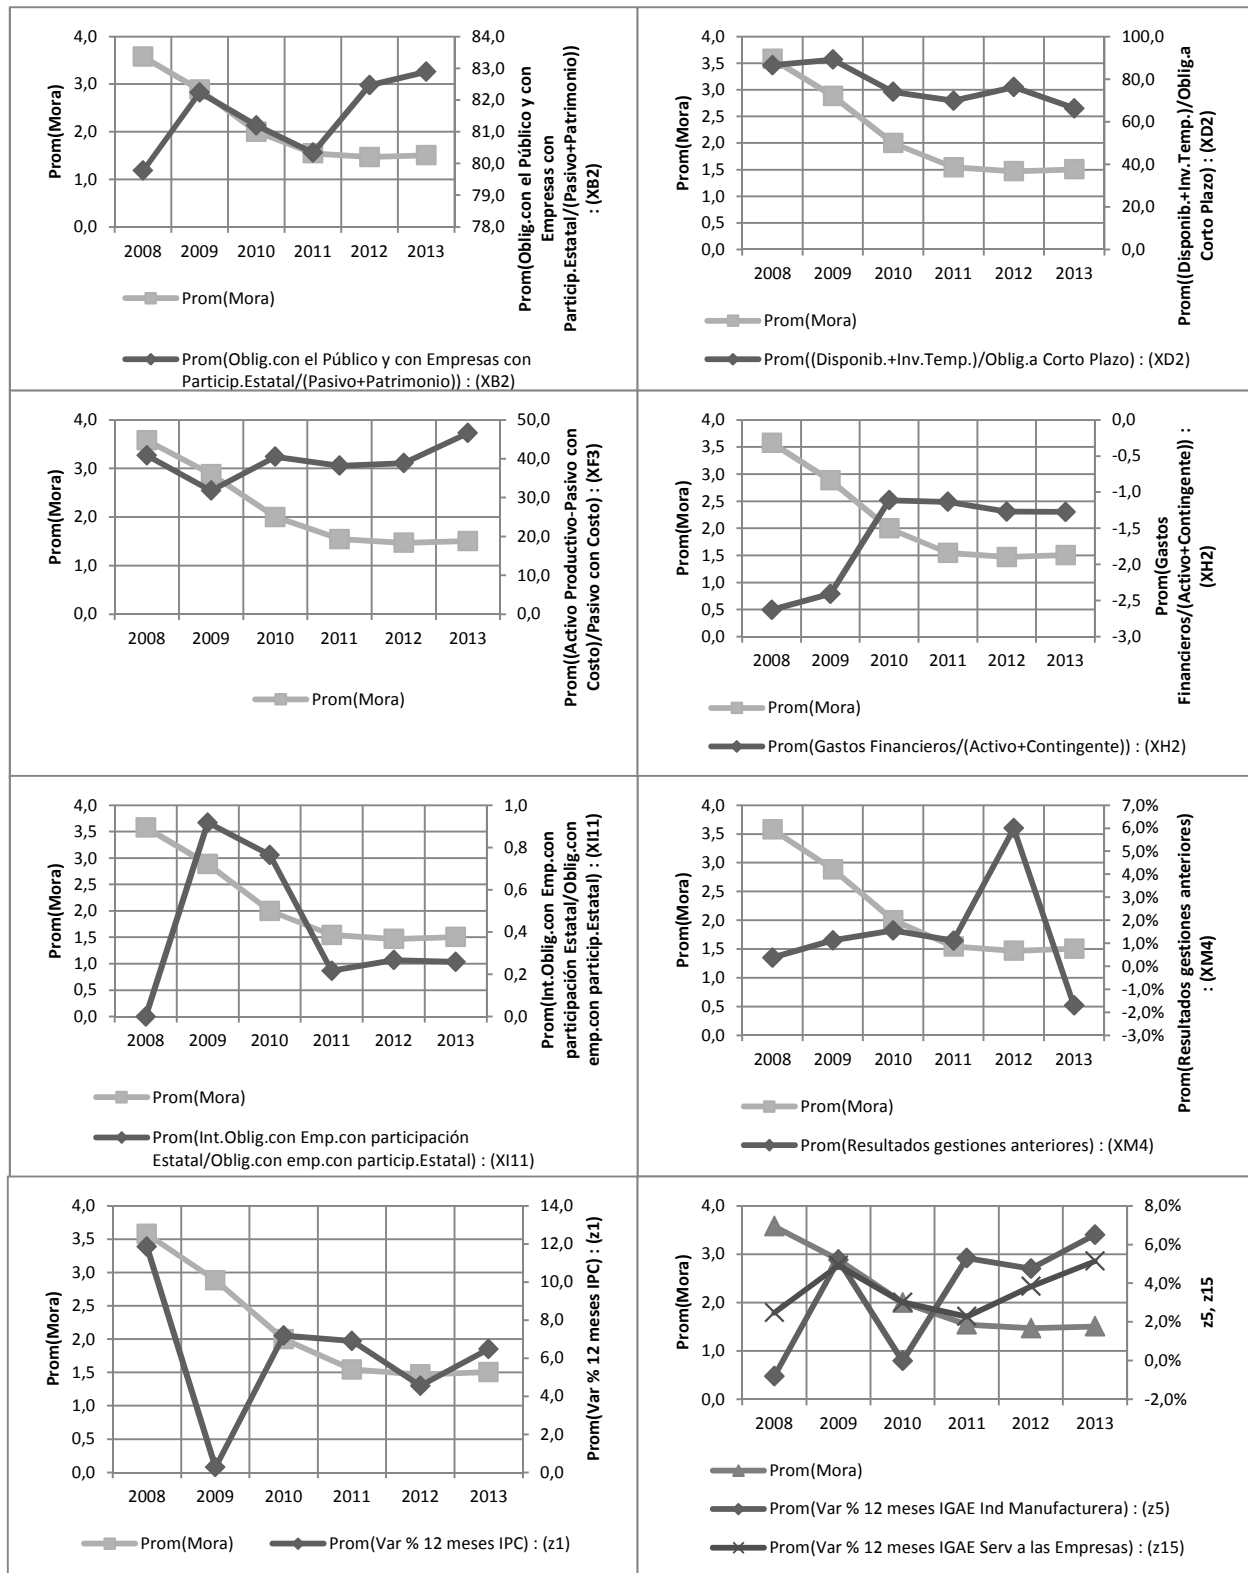 4,0
3,0
2,0
1,0
0,0
Prom(Mora)
84,0
83,0
82,0
81,0
80,0
79,0
78,0
Prom(Oblig.con el Público y con
Empresas con
Particip.Estatal/(Pasivo+Patrimonio))
: (XB2)
2008 2009 2010 2011 2012 2013
Prom(Mora)
Prom(Oblig.con el Público y con Empresas con
Particip.Estatal/(Pasivo+Patrimonio)) : (XB2)
4,0
3,5
3,0
2,5
2,0
1,5
1,0
0,5
0,0
Prom(Mora)
100,0
80,0
60,0
40,0
20,0
0,0
Prom((Disponib.+Inv.Temp.)/Oblig.a
Corto Plazo) : (XD2)
2008 2009 2010 2011 2012 2013
Prom(Mora)
Prom((Disponib.+Inv.Temp.)/Oblig.a Corto Plazo) : (XD2)
4,0
3,0
2,0
1,0
0,0
Prom(Mora)
50,0
40,0
30,0
20,0
10,0
0,0
Prom((Activo Productivo-Pasivo con
Costo)/Pasivo con Costo) : (XF3)
2008 2009 2010 2011 2012 2013
Prom(Mora)
4,0
3,5
3,0
2,5
2,0
1,5
1,0
0,5
0,0
Prom(Mora)
0,0
-0,5
-1,0
-1,5
-2,0
-2,5
-3,0
Prom(Gastos
Financieros/(Activo+Contingente)) :
(XH2)
2008 2009 2010 2011 2012 2013
Prom(Mora)
Prom(Gastos Financieros/(Activo+Contingente)) : (XH2)
4,0
3,5
3,0
2,5
2,0
1,5
1,0
0,5
0,0
Prom(Mora)
1,0
0,8
0,6
0,4
0,2
0,0
Prom(Int.Oblig.con Emp.con
participación Estatal/Oblig.con
emp.con particip.Estatal) : (XI11)
2008 2009 2010 2011 2012 2013
Prom(Mora)
Prom(Int.Oblig.con Emp.con participación
Estatal/Oblig.con emp.con particip.Estatal) : (XI11)
4,0
3,5
3,0
2,5
2,0
1,5
1,0
0,5
0,0
Prom(Mora)
7,0%
6,0%
5,0%
4,0%
3,0%
2,0%
1,0%
0,0%
-1,0%
-2,0%
-3,0%
Prom(Resultados gestiones anteriores)
: (XM4)
2008 2009 2010 2011 2012 2013
Prom(Mora)
Prom(Resultados gestiones anteriores) : (XM4)
4,0
3,5
3,0
2,5
2,0
1,5
1,0
0,5
0,0
Prom(Mora)
14,0
12,0
10,0
8,0
6,0
4,0
2,0
0,0
Prom(Var % 12 meses IPC) : (z1)
2008 2009 2010 2011 2012 2013
Prom(Mora) Prom(Var % 12 meses IPC) : (z1)
4,0
3,0
2,0
1,0
0,0
Prom(Mora)
8,0%
6,0%
4,0%
2,0%
0,0%
-2,0%
z5, z15
2008 2009 2010 2011 2012 2013
Prom(Mora)
Prom(Var % 12 meses IGAE Ind Manufacturera) : (z5)
Prom(Var % 12 meses IGAE Serv a las Empresas) : (z15)